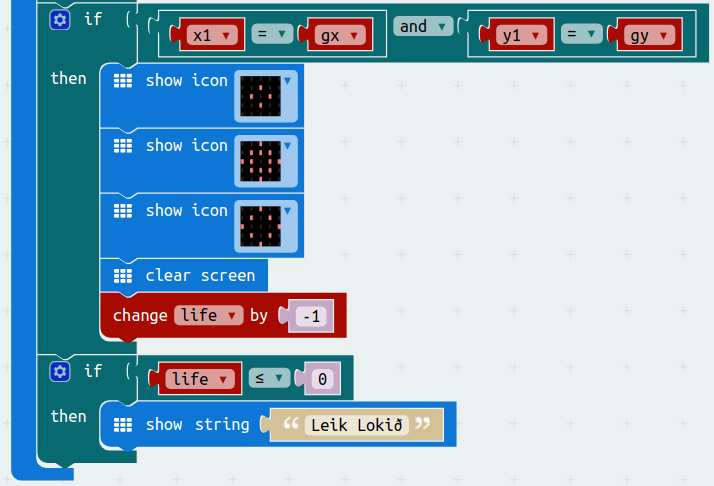 if x1 = gx and y1 = gy
then show icon
show icon
show icon
clear screen
change life by -1
if life ≤ 0
then show string “ Leik Lokið ”